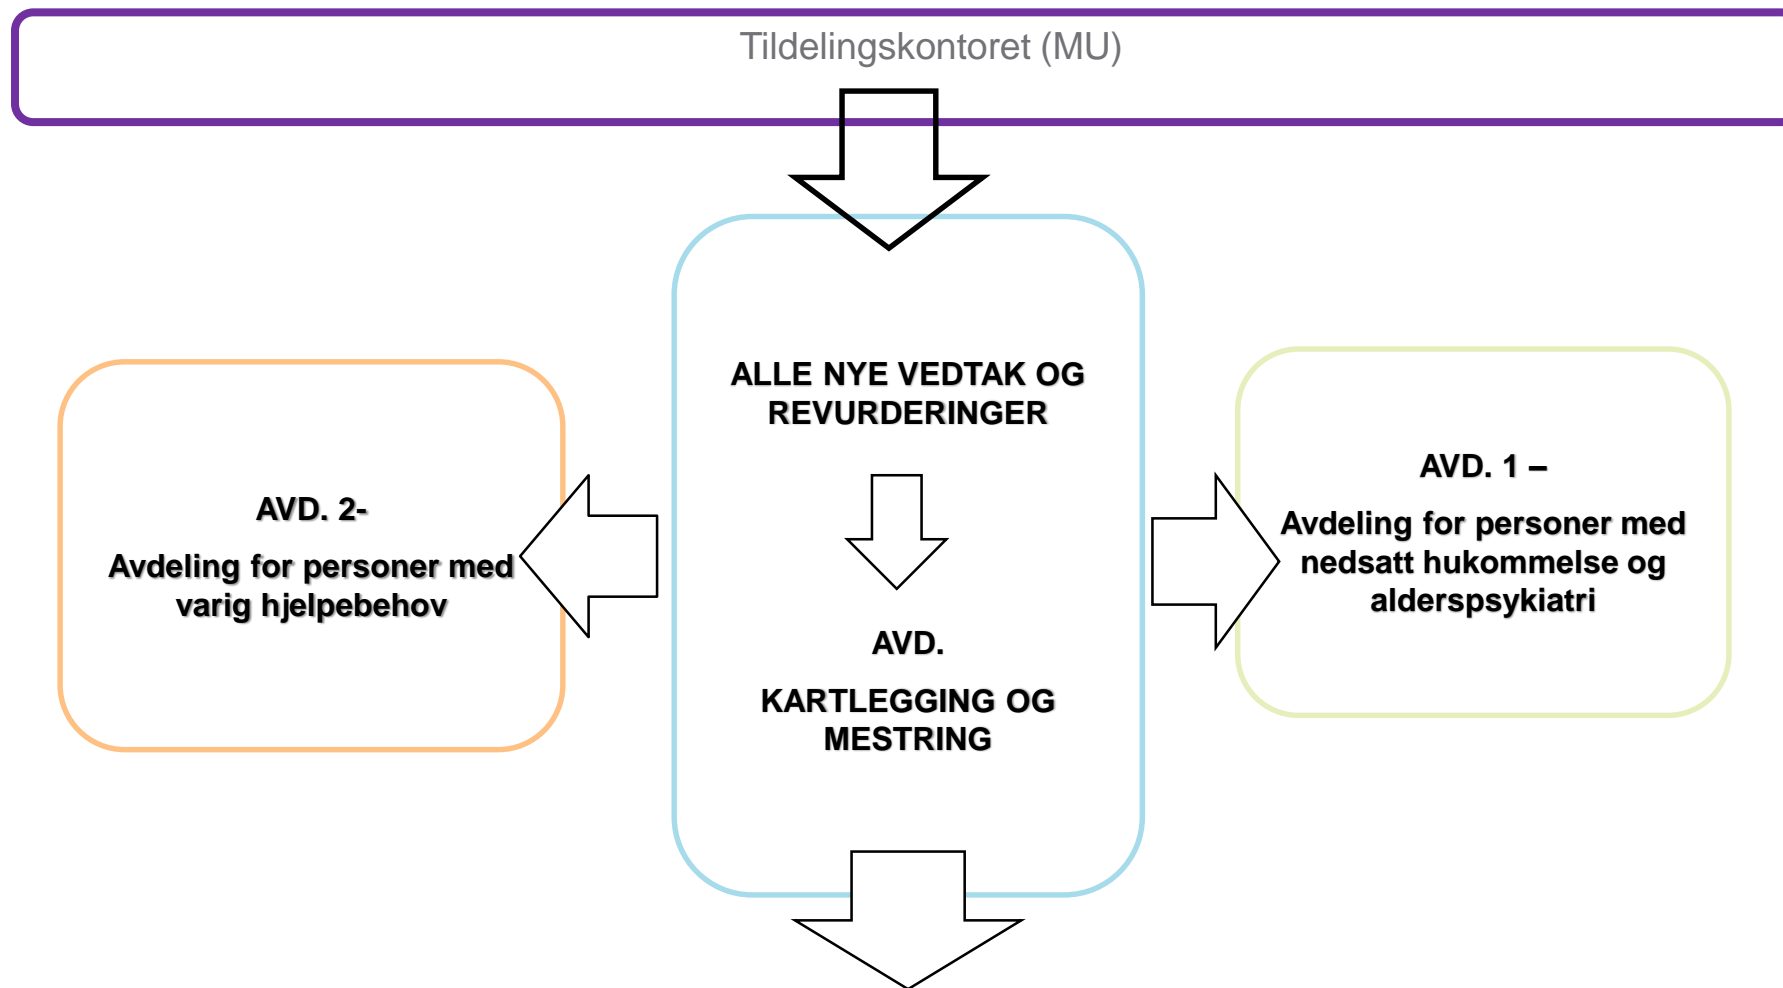 Tildelingskontoret (MU)
ALLE NYE VEDTAK OG
REVURDERINGER
AVD.
KARTLEGGING OG
MESTRING
AVD. 2-
Avdeling for personer med
varig hjelpebehov
AVD. 1 –
Avdeling for personer med
nedsatt hukommelse og
alderspsykiatri